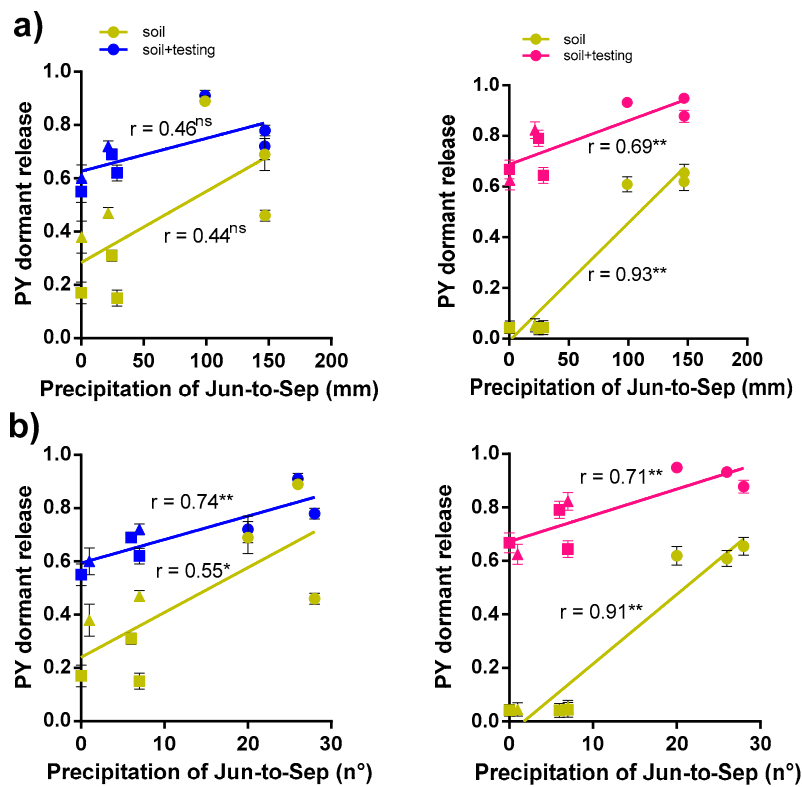 a)
soil
soil+testing
1.0
0.8
0.6
0.4
0.2
0.0
PY dormant release
r = 0.46ns
r = 0.44ns
0 50 100 150 200
Precipitation of Jun-to-Sep (mm)
soil
soil+testing
1.0
0.8
0.6
0.4
0.2
0.0
PY dormant release
r = 0.69**
r = 0.93**
0 50 100 150 200
Precipitation of Jun-to-Sep (mm)
b)
1.0
0.8
0.6
0.4
0.2
0.0
PY dormant release
r = 0.74**
r = 0.55*
0 10 20 30
Precipitation of Jun-to-Sep (n°)
1.0
0.8
0.6
0.4
0.2
0.0
PY dormant release
r = 0.71**
r = 0.91**
0 10 20 30
Precipitation of Jun-to-Sep (n°)